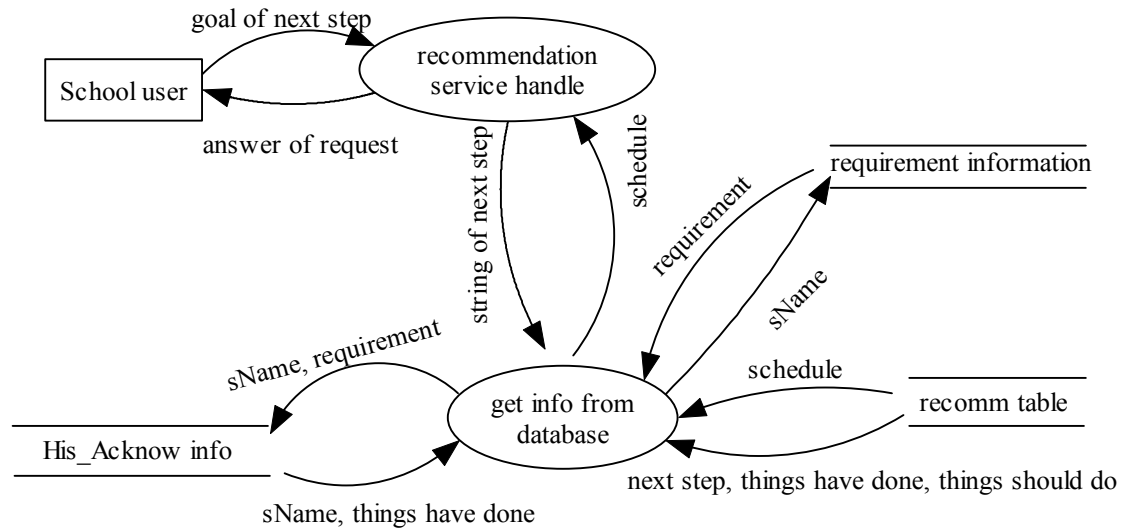 goal of next step
recommendation
service handle
School user
answer of request
string of next step
schedule
requirement information
requirement
sName
sName, requirement
schedule
get info from
database
recomm table
His_Acknow info
next step, things have done, things should do
sName, things have done